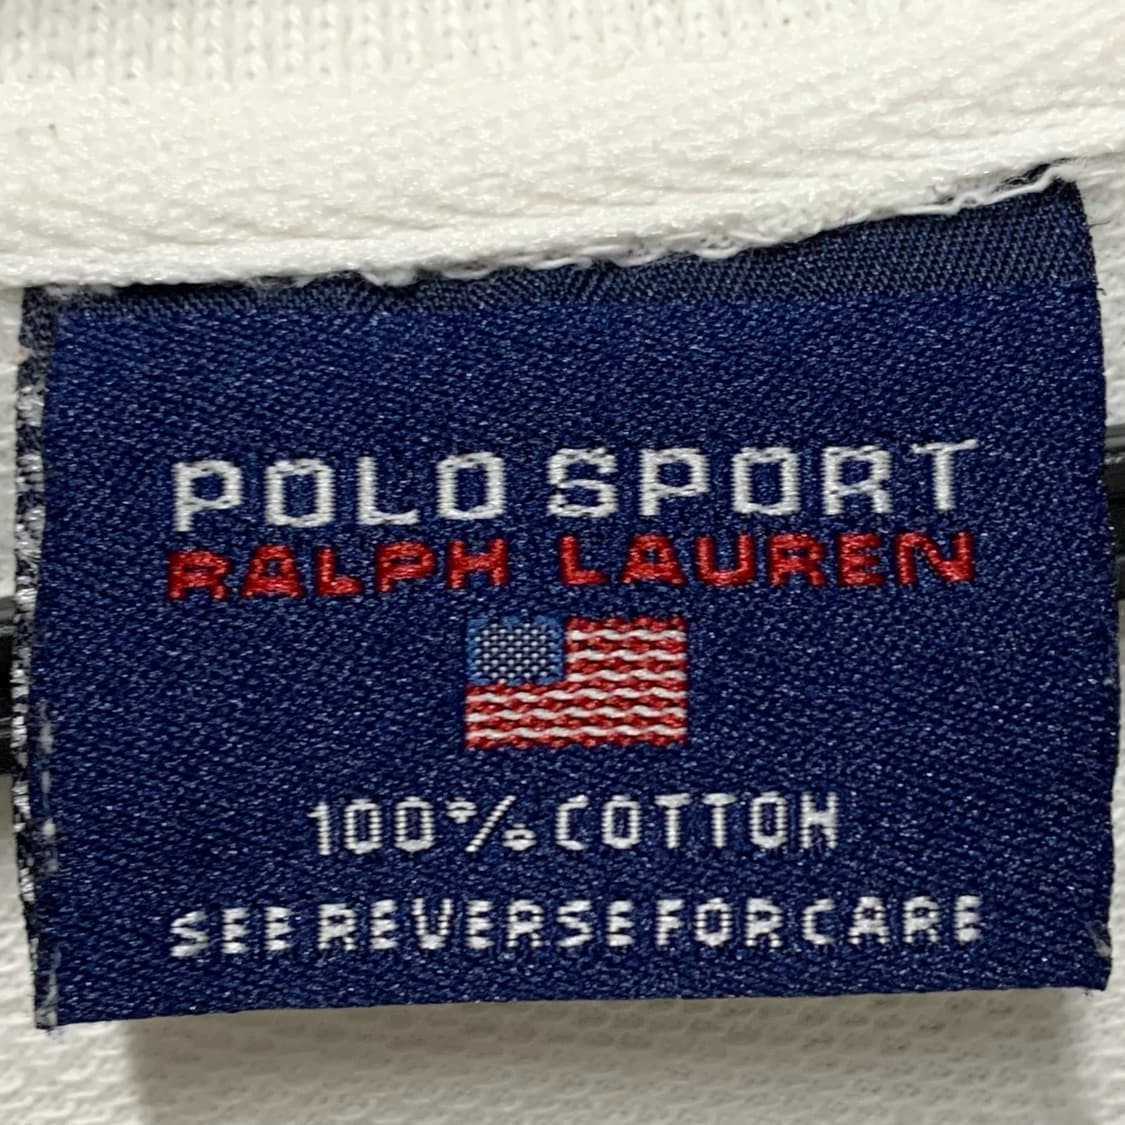 POLO SPORT
RALPH LAUREN
100% COTTON
SEE REVERSE FOR CARE